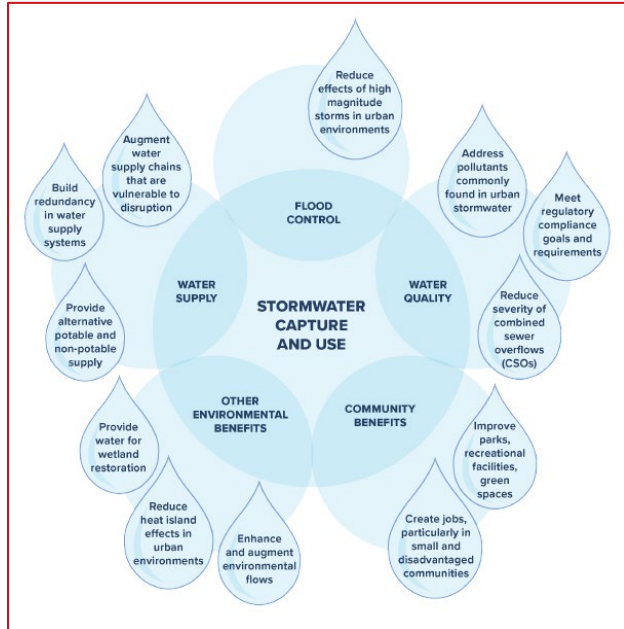 Reduce
effects of high
magnitude
storms in urban
environments
Augment
water
supply chains
that are
vulnerable to
disruption
Build
redundancy
in water
supply
systems
Address
pollutants
commonly
found in urban
stormwater
Meet
regulatory
compliance
goals and
requirements
FLOOD
CONTROL
WATER
SUPPLY
WATER
QUALITY
STORMWATER
CAPTURE
AND USE
Provide
alternative
potable and
non-potable
supply
Reduce
severity of
combined
sewer
overflows
(CSOs)
OTHER
ENVIRONMENTAL
BENEFITS
COMMUNITY
BENEFITS
Provide
water for
wetland
restoration
Reduce
heat island
effects in
urban
environments
Enhance
and augment
environmental
flows
Improve
parks,
recreational
facilities,
green
spaces
Create jobs,
particularly in
small and
disadvantaged
communities